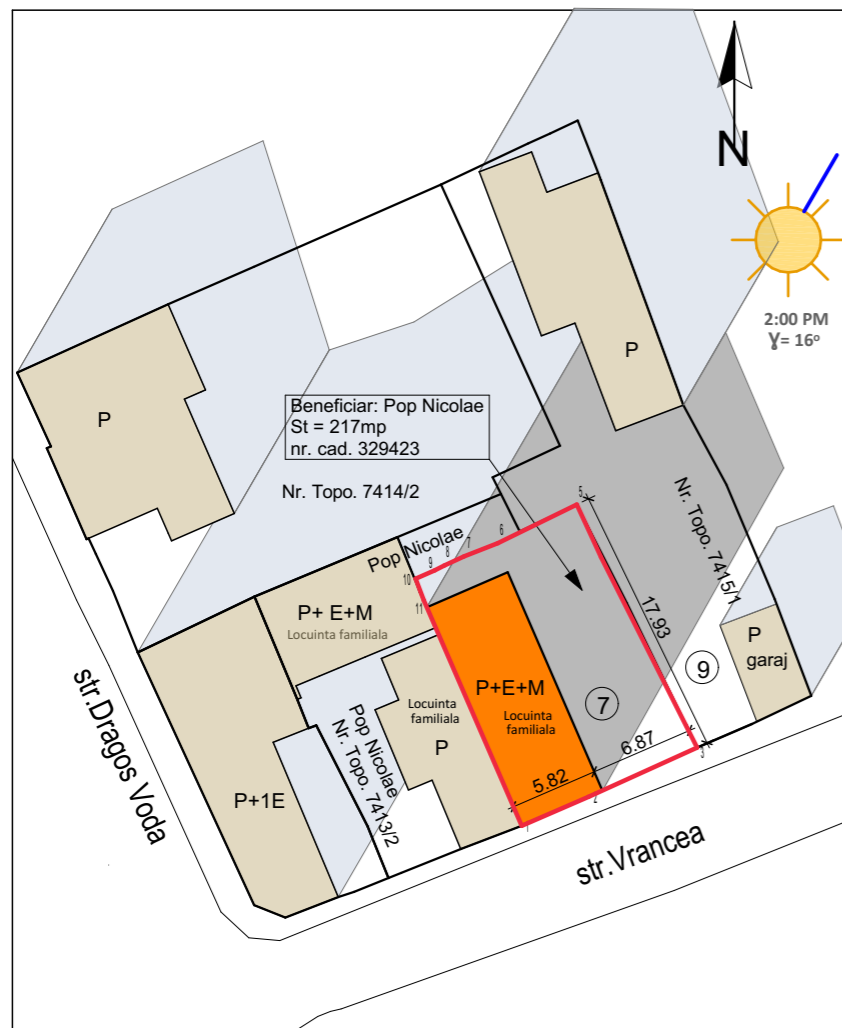 N
2:00 PM
Ɣ= 16º
P
P
Beneficiar: Pop Nicolae
St = 217mp
nr. cad. 329423
Nr. Topo. 7414/2
5
6
7
8
9
10
11
Pop Nicolae
Nr. Topo. 7415/1
17.93
P+ E+M
Locuinta familiala
P
garaj
9
7
P+E+M
Locuinta
familiala
Locuinta
familiala
P
Pop Nicolae
Nr. Topo. 7413/2
6.87
5.82
1
2
3
P+1E
str.Dragos Voda
str.Vrancea